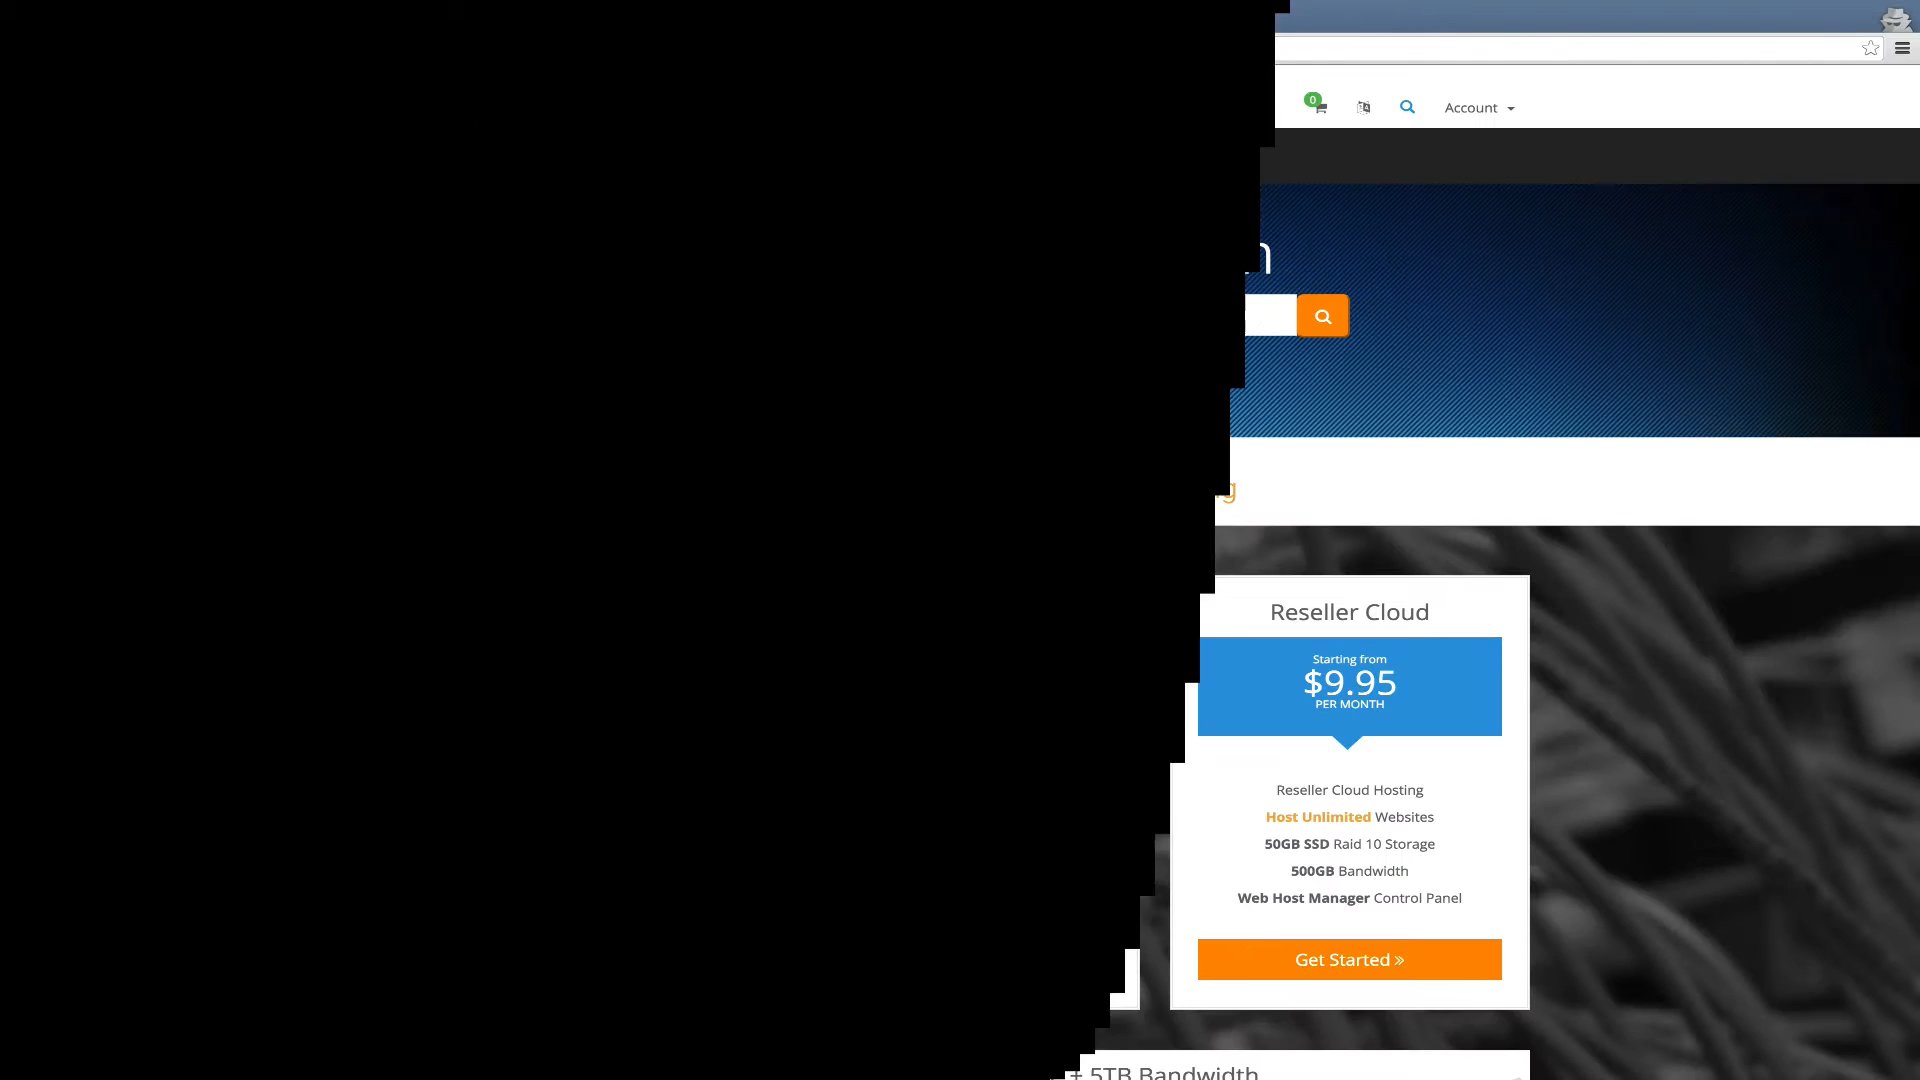 0
Account
Reseller Cloud
Starting from
$9.95
PER MONTH
Reseller Cloud Hosting
Host Unlimited Websites
50GB SSD Raid 10 Storage
500GB Bandwidth
Web Host Manager Control Panel
Get Started »
+ 5TB Bandwidth